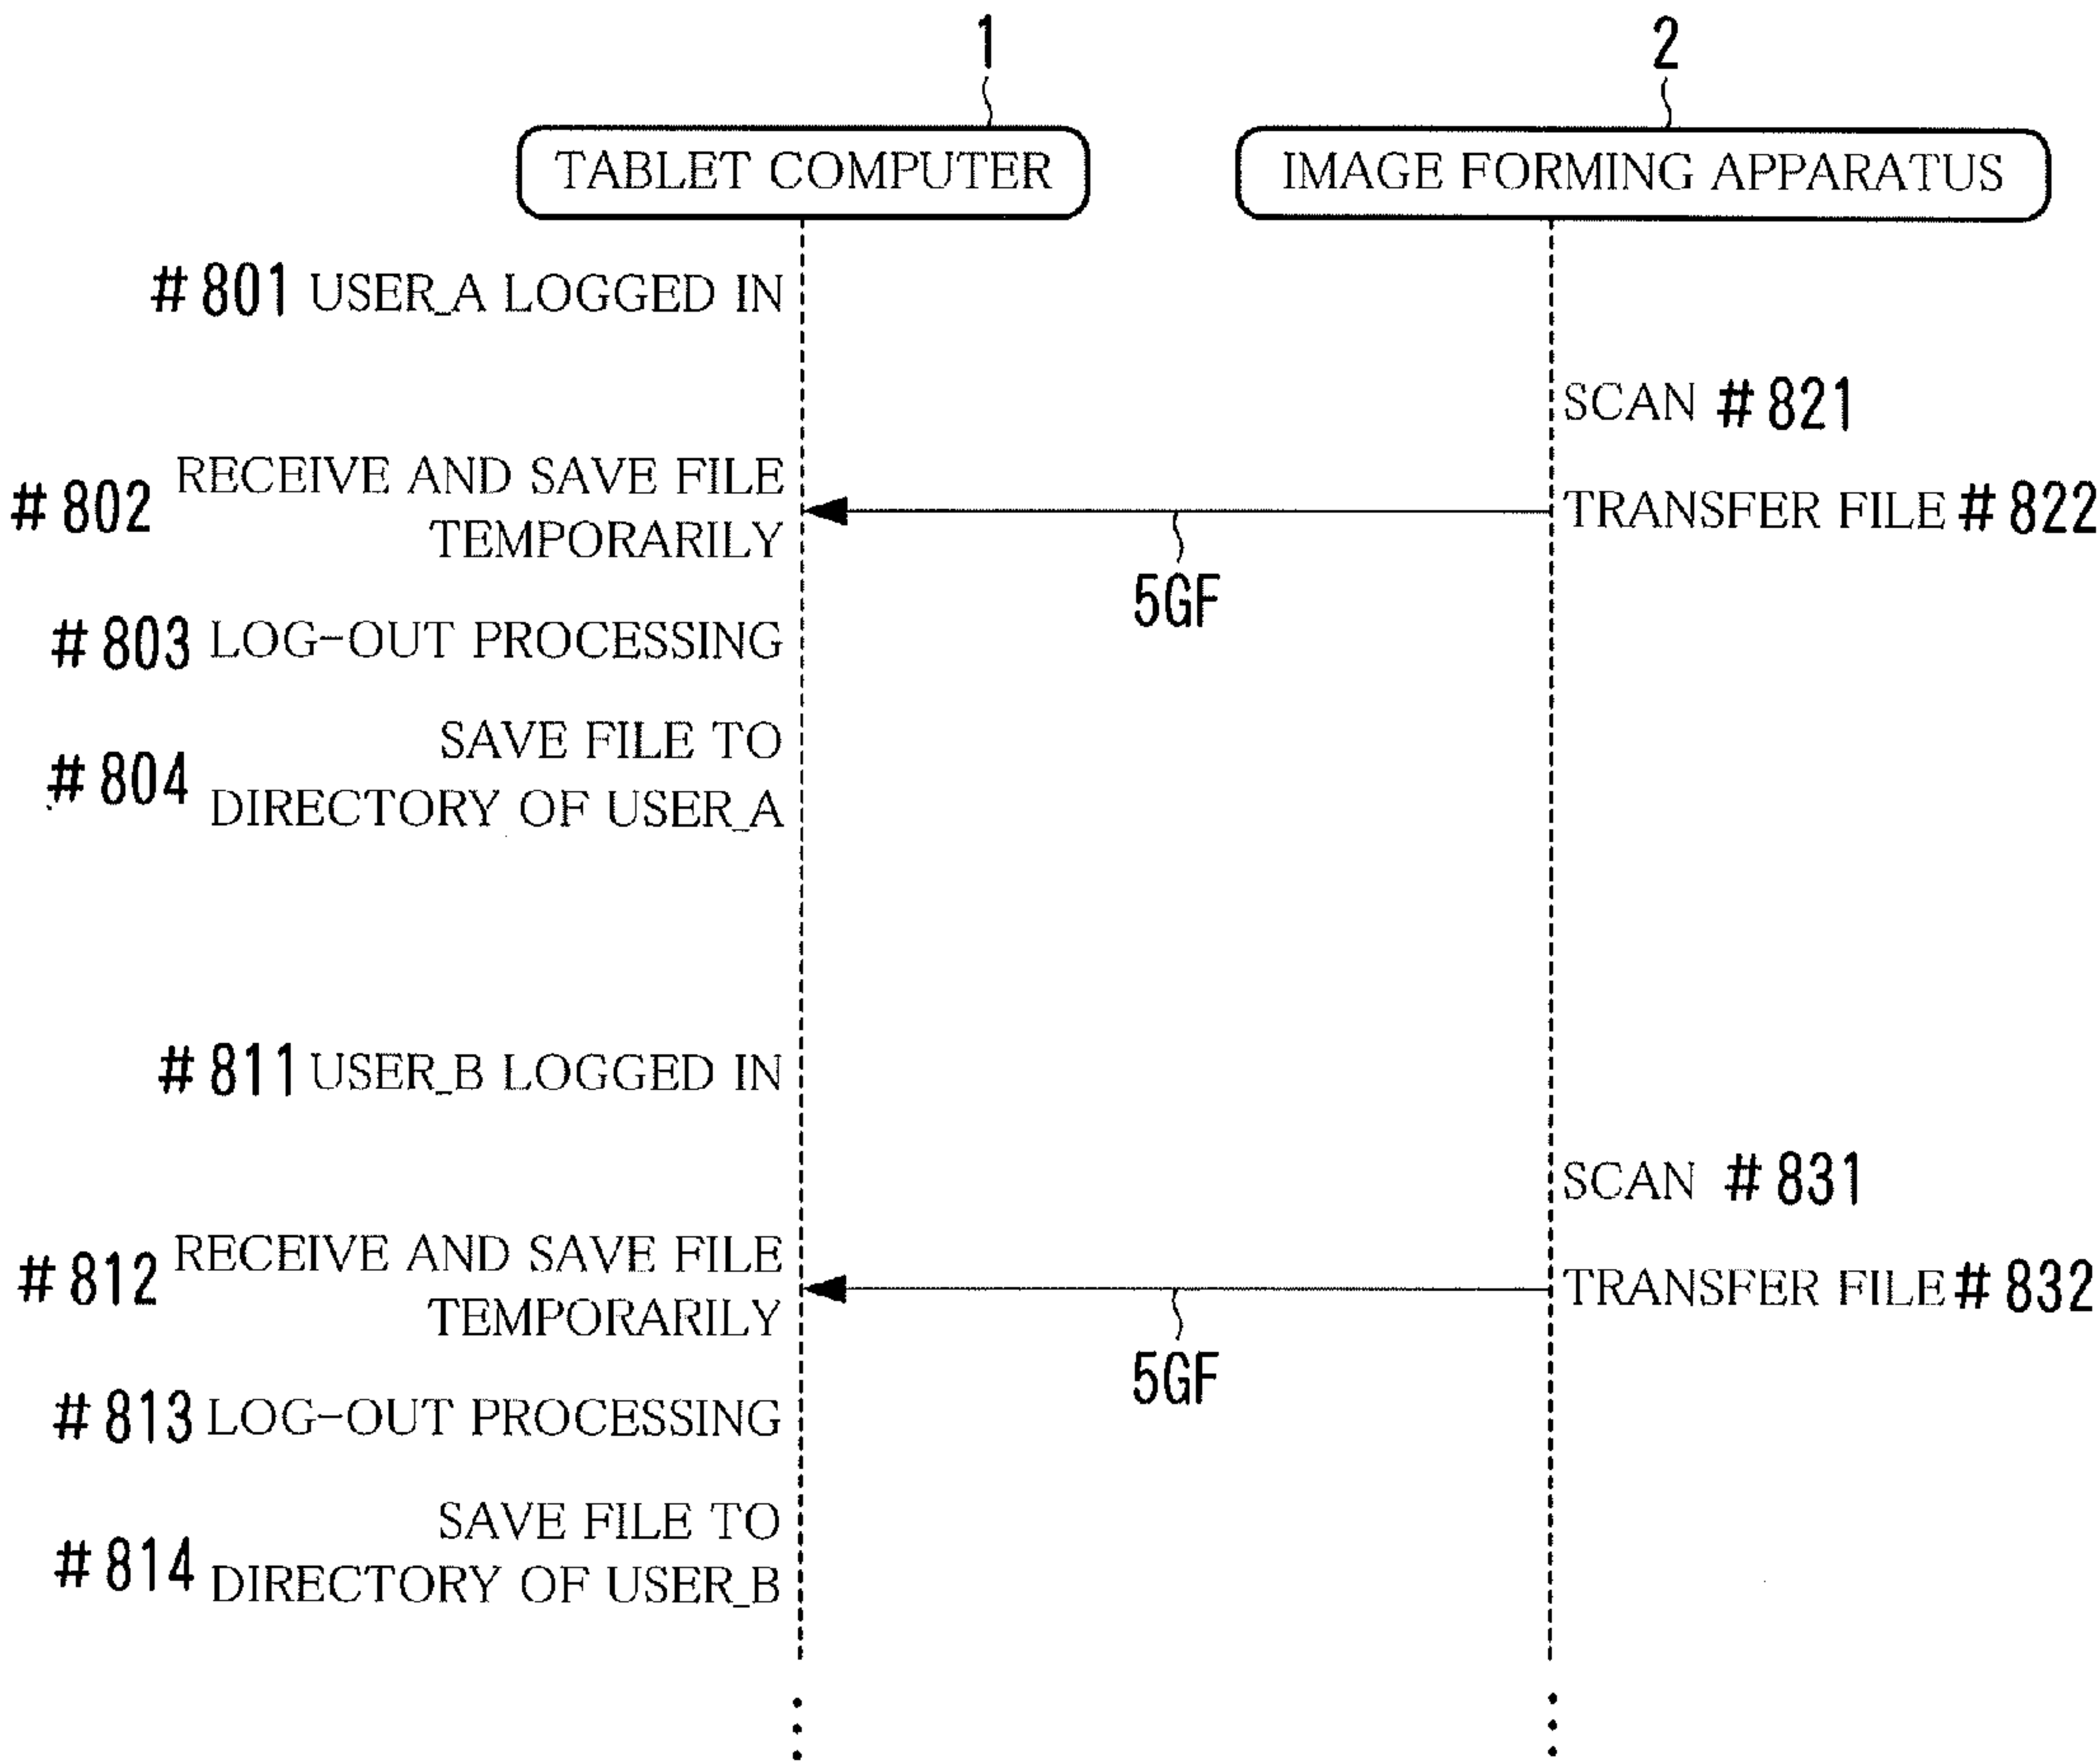 1
2
TABLET COMPUTER
IMAGE FORMING APPARATUS
#801 USER_A LOGGED IN
SCAN #821
#802 RECEIVE AND SAVE FILE
TEMPORARILY
TRANSFER FILE #822
5GF
#803 LOG-OUT PROCESSING
#804 SAVE FILE TO
DIRECTORY OF USER_A
#811 USER_B LOGGED IN
SCAN #831
#812 RECEIVE AND SAVE FILE
TEMPORARILY
TRANSFER FILE #832
5GF
#813 LOG-OUT PROCESSING
#814 SAVE FILE TO
DIRECTORY OF USER_B